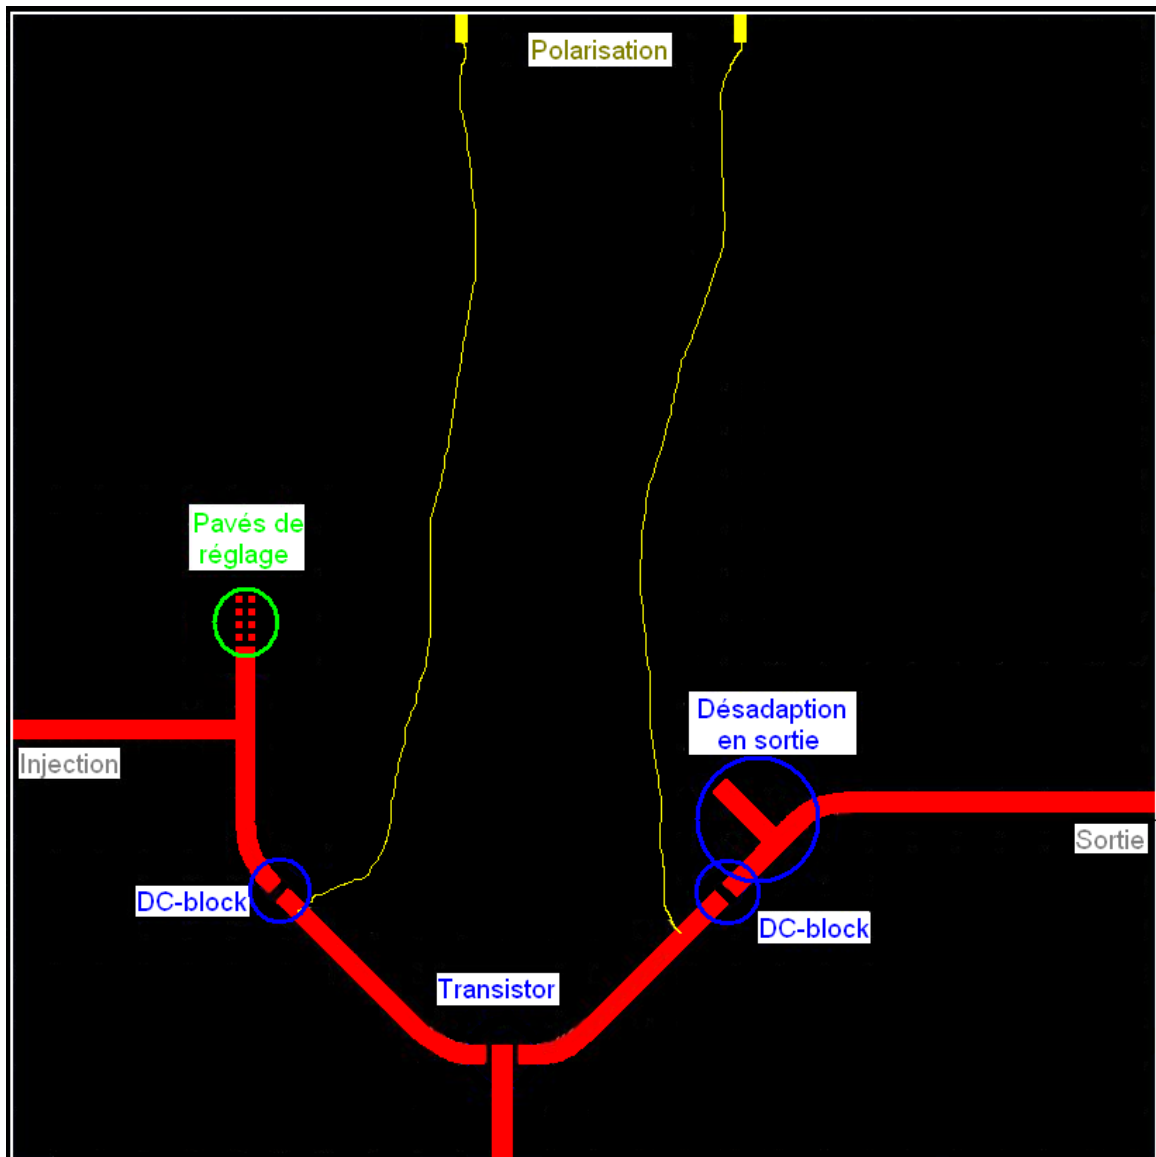 Polarisation
Pavés de
réglage
Désadaption
en sortie
Injection
Sortie
DC-block
DC-block
Transistor